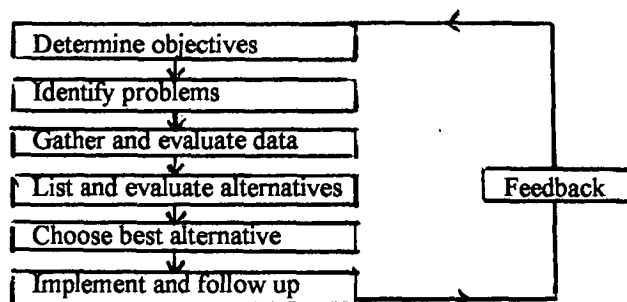 Determine objectives
Identify problems
Gather and evaluate data
List and evaluate alternatives
Feedback
Choose best alternative
Implement and follow up